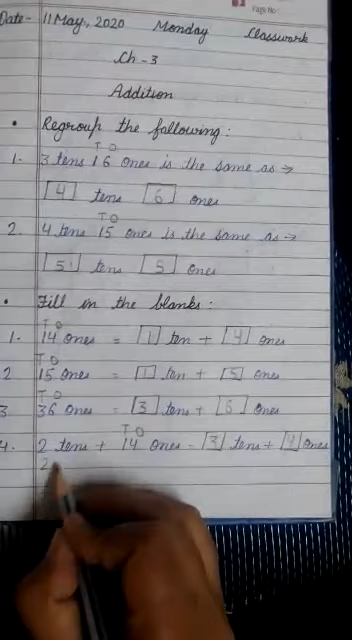 Page No
Date - 11 May, 2020 Monday Classwork
Ch - 3
Addition
• Regroup the following :
T O
1. 3 tens 16 ones is the same as →
4 tens 6 ones
T O
2. 4 tens 15 ones is the same as →
5 tens 5 ones
• Fill in the blanks :
T O
1. 14 ones = 1 ten + 4 ones
T O
2 15 ones = 1 ten + 5 ones
T O
3 36 ones = 3 tens + 6 ones
T O
4. 2 tens + 14 ones = 3 tens + 4 ones
2